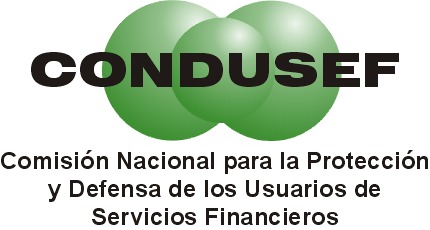 CONDUSEF
Comisión Nacional para la Protección
y Defensa de los Usuarios de
Servicios Financieros